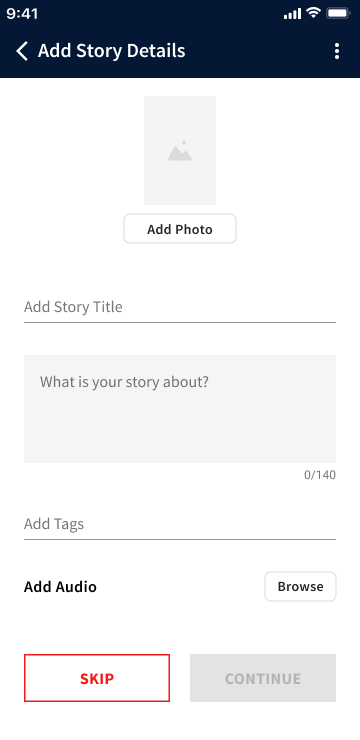 9:41
Add Story Details
Add Photo
Add Story Title
What is your story about?
0/140
Add Tags
Add Audio
Browse
SKIP
CONTINUE